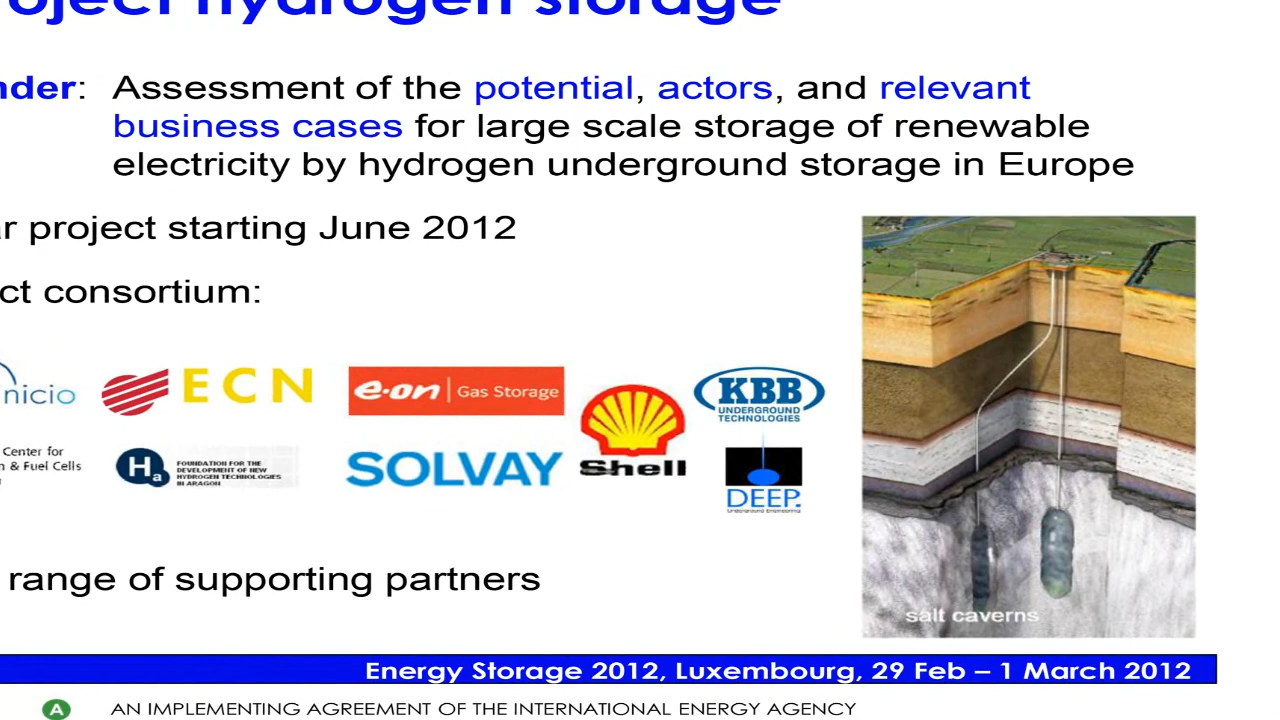 oject hydrogen storage
nder: Assessment of the potential, actors, and relevant
business cases for large scale storage of renewable
electricity by hydrogen underground storage in Europe
ar project starting June 2012
ct consortium:
nicio
ECN
e·on | Gas Storage
Shell
KBB
UNDERGROUND
TECHNOLOGIES
Center for
n & Fuel Cells
Ha
FOUNDATION FOR THE
DEVELOPMENT OF NEW
HYDROGEN TECHNOLOGIES
IN ARAGON
SOLVAY
DEEP.
Underground Engineering
range of supporting partners
salt caverns
Energy Storage 2012, Luxembourg, 29 Feb – 1 March 2012
A AN IMPLEMENTING AGREEMENT OF THE INTERNATIONAL ENERGY AGENCY